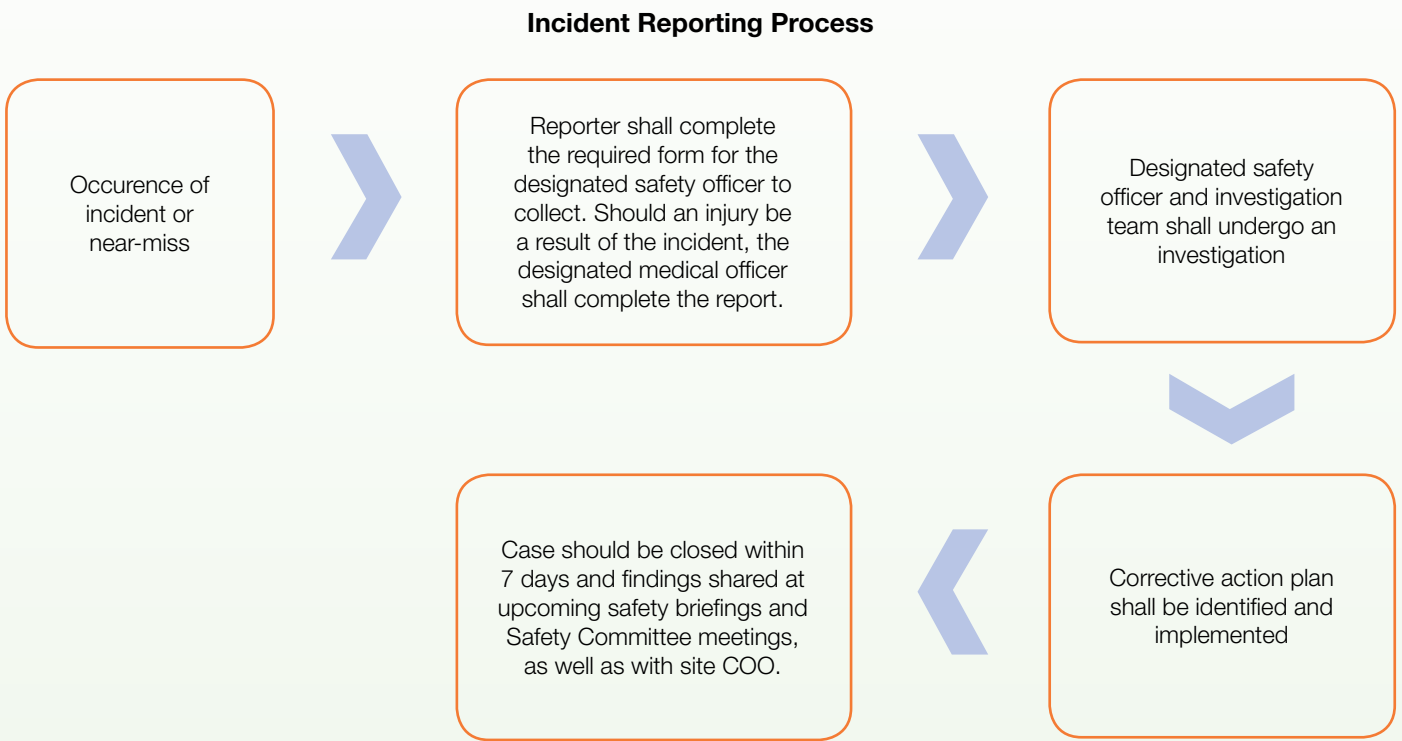 Incident Reporting Process
Occurence of
incident or
near-miss
Reporter shall complete
the required form for the
designated safety officer to
collect. Should an injury be
a result of the incident, the
designated medical officer
shall complete the report.
Designated safety
officer and investigation
team shall undergo an
investigation
Corrective action plan
shall be identified and
implemented
Case should be closed within
7 days and findings shared at
upcoming safety briefings and
Safety Committee meetings,
as well as with site COO.